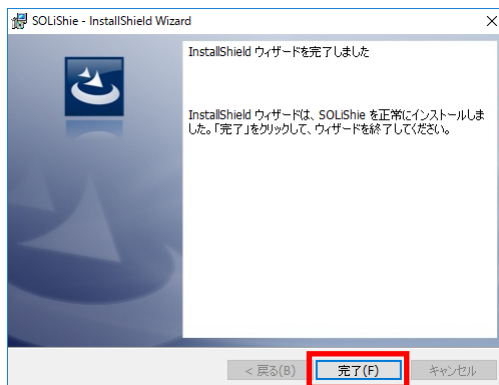 SOLiShie - InstallShield Wizard
InstallShield ウィザードを完了しました
InstallShield ウィザードは、SOLiShie を正常にインストールしま
した。「完了」をクリックして、ウィザードを終了してください。
< 戻る(B)
完了(F)
キャンセル